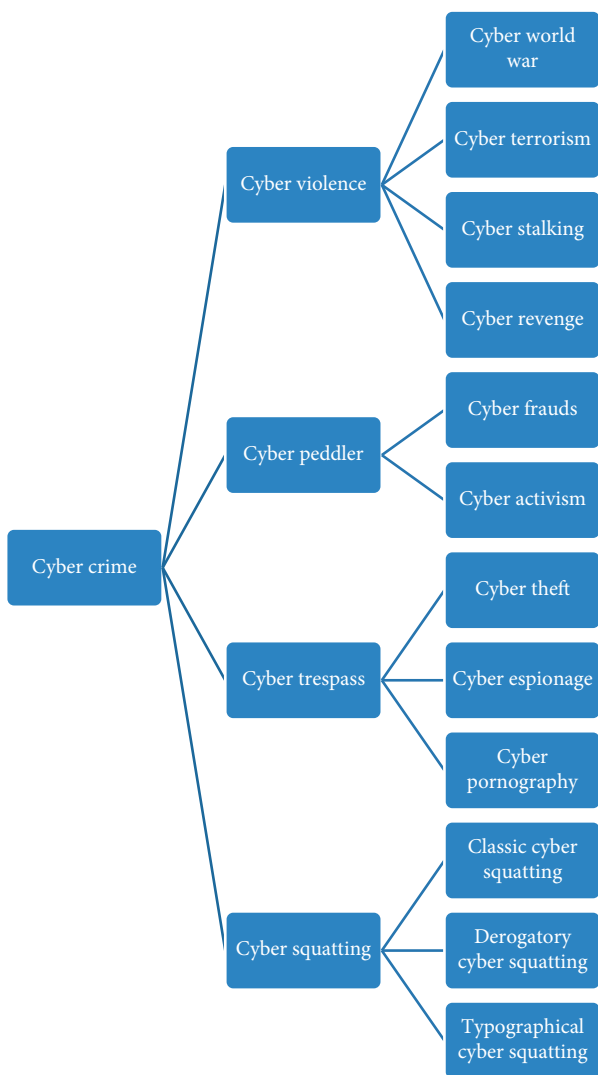 Cyber crime
Cyber violence
Cyber world
war
Cyber terrorism
Cyber stalking
Cyber revenge
Cyber peddler
Cyber frauds
Cyber activism
Cyber trespass
Cyber theft
Cyber espionage
Cyber
pornography
Cyber squatting
Classic cyber
squatting
Derogatory
cyber squatting
Typographical
cyber squatting